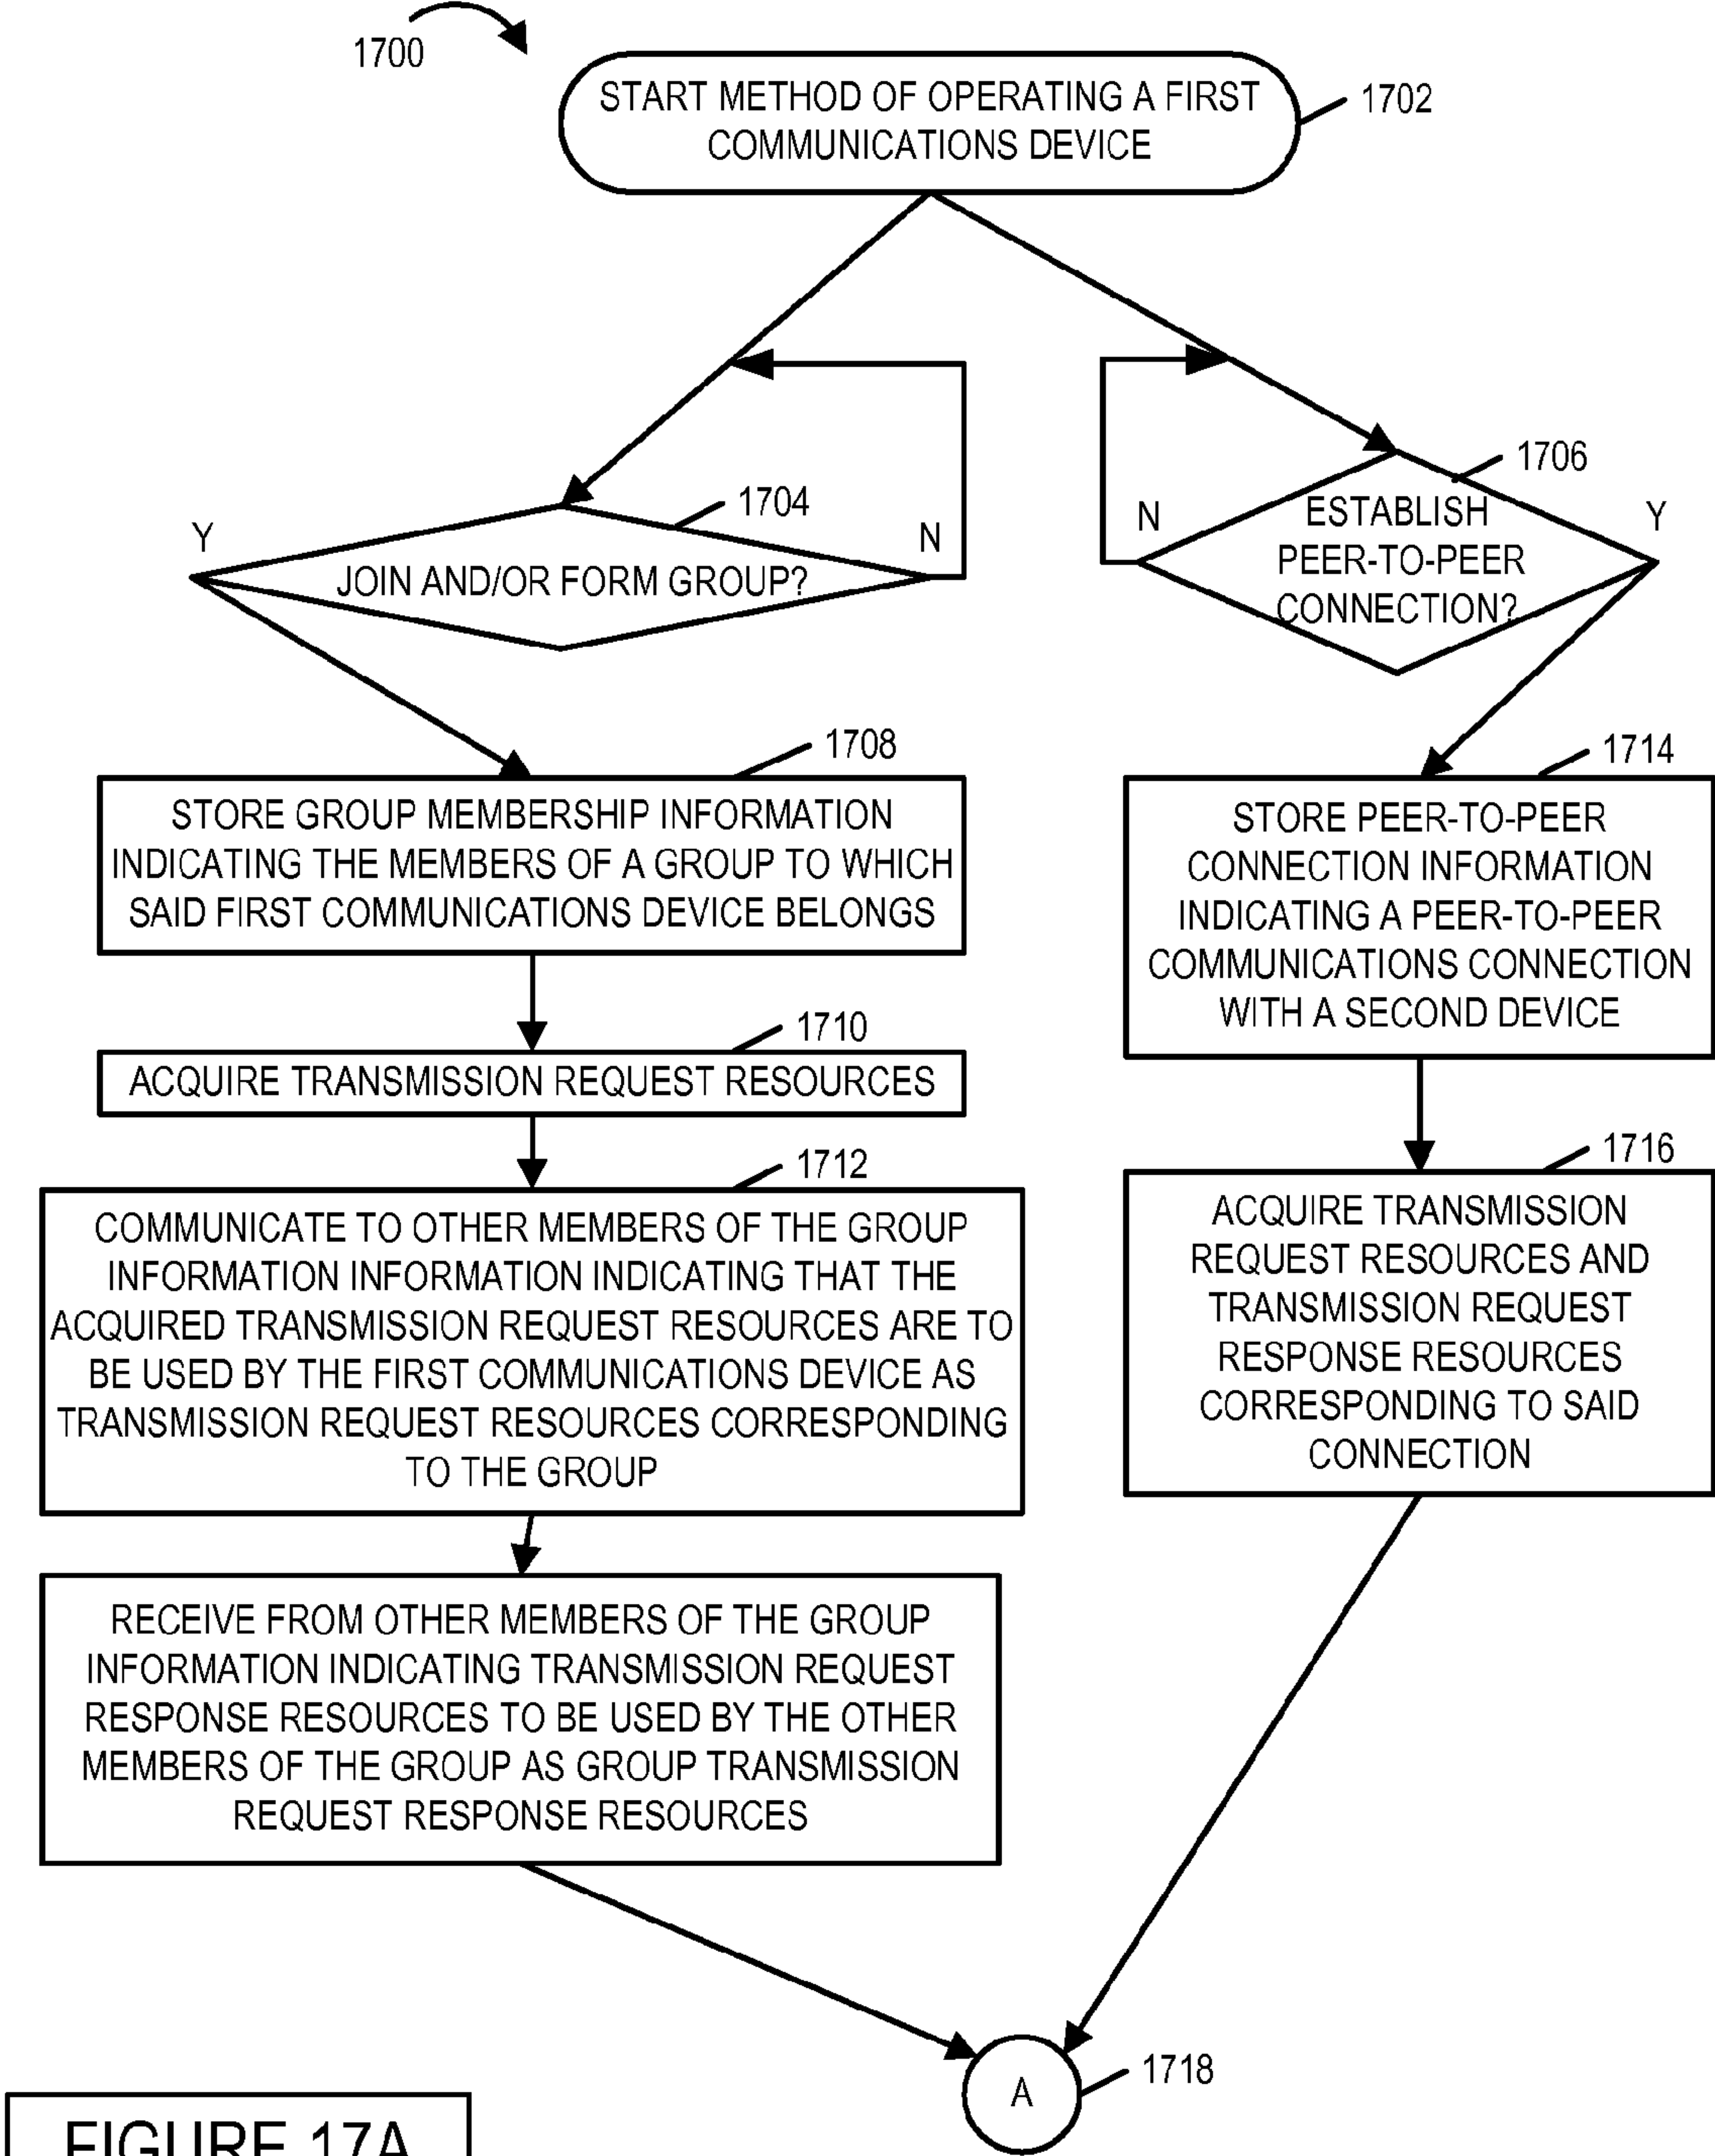 1700
START METHOD OF OPERATING A FIRST
COMMUNICATIONS DEVICE
1702
1704
Y
JOIN AND/OR FORM GROUP?
N
1706
N
ESTABLISH
PEER-TO-PEER
CONNECTION?
Y
1708
STORE GROUP MEMBERSHIP INFORMATION
INDICATING THE MEMBERS OF A GROUP TO WHICH
SAID FIRST COMMUNICATIONS DEVICE BELONGS
1710
ACQUIRE TRANSMISSION REQUEST RESOURCES
1712
COMMUNICATE TO OTHER MEMBERS OF THE GROUP
INFORMATION INFORMATION INDICATING THAT THE
ACQUIRED TRANSMISSION REQUEST RESOURCES ARE TO
BE USED BY THE FIRST COMMUNICATIONS DEVICE AS
TRANSMISSION REQUEST RESOURCES CORRESPONDING
TO THE GROUP
RECEIVE FROM OTHER MEMBERS OF THE GROUP
INFORMATION INDICATING TRANSMISSION REQUEST
RESPONSE RESOURCES TO BE USED BY THE OTHER
MEMBERS OF THE GROUP AS GROUP TRANSMISSION
REQUEST RESPONSE RESOURCES
1714
STORE PEER-TO-PEER
CONNECTION INFORMATION
INDICATING A PEER-TO-PEER
COMMUNICATIONS CONNECTION
WITH A SECOND DEVICE
1716
ACQUIRE TRANSMISSION
REQUEST RESOURCES AND
TRANSMISSION REQUEST
RESPONSE RESOURCES
CORRESPONDING TO SAID
CONNECTION
A
1718
FIGURE 17A